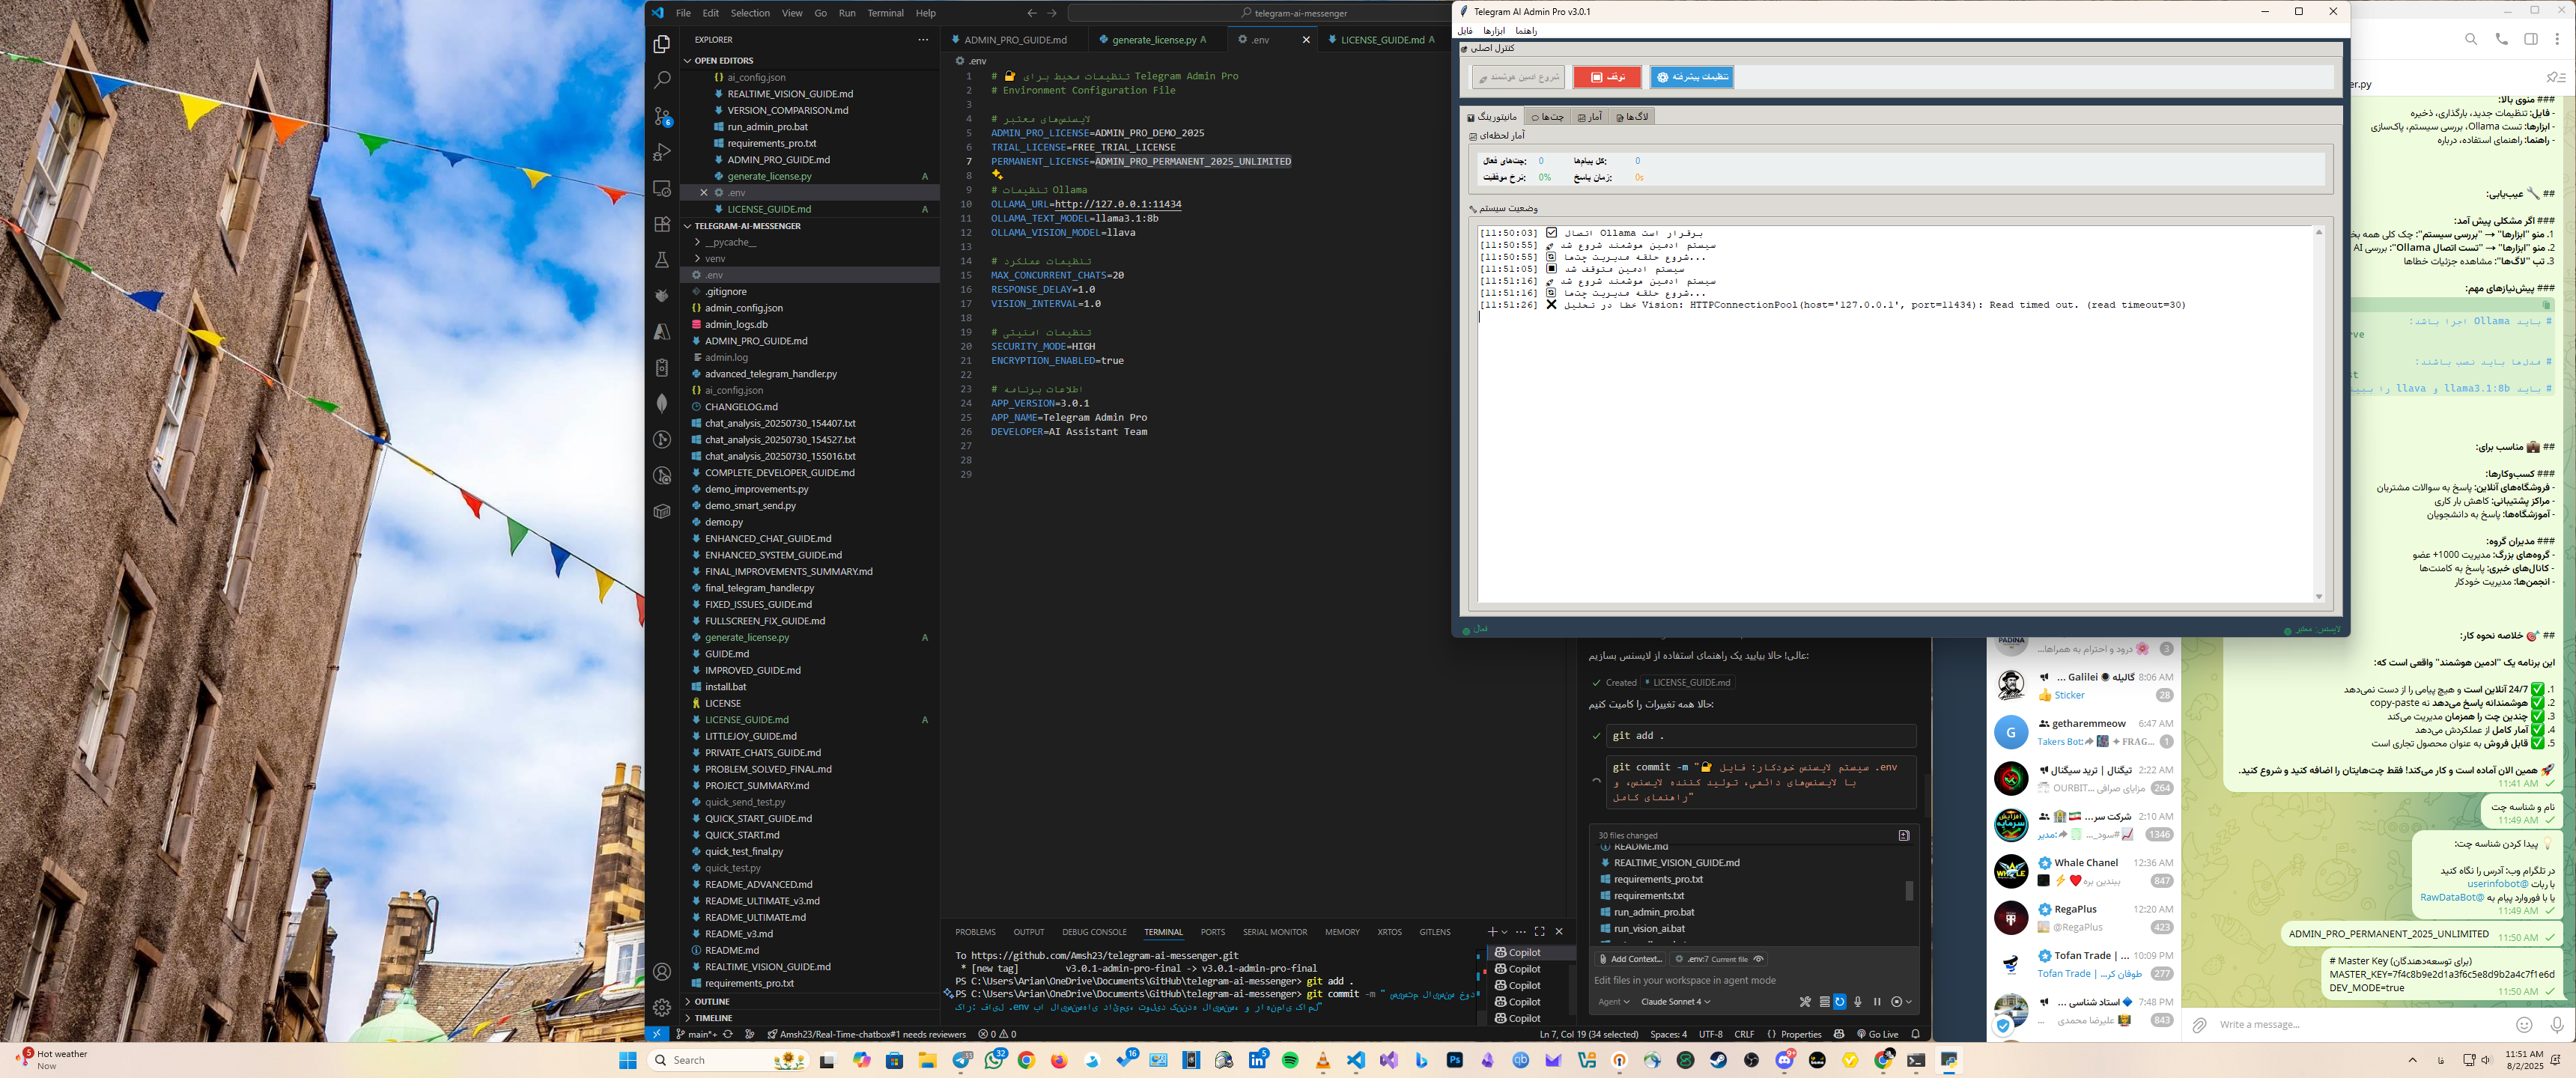 File Edit Selection View Go Run Terminal Help
telegram-ai-messenger
EXPLORER
OPEN EDITORS
ai_config.json
REALTIME_VISION_GUIDE.md
VERSION_COMPARISON.md
run_admin_pro.bat
requirements_pro.txt
ADMIN_PRO_GUIDE.md
generate_license.py A
.env
LICENSE_GUIDE.md A
TELEGRAM-AI-MESSENGER
__pycache__
venv
.env
.gitignore
admin_config.json
admin_logs.db
ADMIN_PRO_GUIDE.md
admin.log
advanced_telegram_handler.py
ai_config.json
CHANGELOG.md
chat_analysis_20250730_154407.txt
chat_analysis_20250730_154527.txt
chat_analysis_20250730_155016.txt
COMPLETE_DEVELOPER_GUIDE.md
demo_improvements.py
demo_smart_send.py
demo.py
ENHANCED_CHAT_GUIDE.md
ENHANCED_SYSTEM_GUIDE.md
FINAL_IMPROVEMENTS_SUMMARY.md
final_telegram_handler.py
FIXED_ISSUES_GUIDE.md
FULLSCREEN_FIX_GUIDE.md
generate_license.py A
GUIDE.md
IMPROVED_GUIDE.md
install.bat
LICENSE
LICENSE_GUIDE.md A
LITTLEJOY_GUIDE.md
PRIVATE_CHATS_GUIDE.md
PROBLEM_SOLVED_FINAL.md
PROJECT_SUMMARY.md
quick_send_test.py
QUICK_START_GUIDE.md
QUICK_START.md
quick_test_final.py
quick_test.py
README_ADVANCED.md
README_ULTIMATE_v3.md
README_ULTIMATE.md
README_v3.md
README.md
REALTIME_VISION_GUIDE.md
requirements_pro.txt
OUTLINE
TIMELINE
ADMIN_PRO_GUIDE.md generate_license.py A .env LICENSE_GUIDE.md A
.env
1 # 🔐 تنظیمات محیط برای Telegram Admin Pro
2 # Environment Configuration File
3
4 # لایسنس‌های معتبر
5 ADMIN_PRO_LICENSE=ADMIN_PRO_DEMO_2025
6 TRIAL_LICENSE=FREE_TRIAL_LICENSE
7 PERMANENT_LICENSE=ADMIN_PRO_PERMANENT_2025_UNLIMITED
8
9 # تنظیمات Ollama
10 OLLAMA_URL=http://127.0.0.1:11434
11 OLLAMA_TEXT_MODEL=llama3.1:8b
12 OLLAMA_VISION_MODEL=llava
13
14 # تنظیمات عملکرد
15 MAX_CONCURRENT_CHATS=20
16 RESPONSE_DELAY=1.0
17 VISION_INTERVAL=1.0
18
19 # تنظیمات امنیتی
20 SECURITY_MODE=HIGH
21 ENCRYPTION_ENABLED=true
22
23 # اطلاعات برنامه
24 APP_VERSION=3.0.1
25 APP_NAME=Telegram Admin Pro
26 DEVELOPER=AI Assistant Team
27
28
29
PROBLEMS OUTPUT DEBUG CONSOLE TERMINAL PORTS SERIAL MONITOR MEMORY XRTOS GITLENS
To https://github.com/Amsh23/telegram-ai-messenger.git
* [new tag] v3.0.1-admin-pro-final -> v3.0.1-admin-pro-final
PS C:\Users\Arian\OneDrive\Documents\GitHub\telegram-ai-messenger> git add .
PS C:\Users\Arian\OneDrive\Documents\GitHub\telegram-ai-messenger> git commit -m "
Copilot
Copilot
Copilot
Copilot
Copilot
main*+ Amsh23/Real-Time-chatbox#1 needs reviewers 0 0
Ln 7, Col 19 (34 selected) Spaces: 4 UTF-8 CRLF {} Properties Go Live
Telegram AI Admin Pro v3.0.1
فایل ابزارها راهنما
کنترل اصلی
شروع ادمین هوشمند توقف تنظیمات پیشرفته
مانیتورینگ چت‌ها آمار لاگ‌ها
آمار لحظه‌ای
چت‌های فعال: 0 کل پیام‌ها: 0
نرخ موفقیت: 0% زمان پاسخ: 0s
وضعیت سیستم
[11:50:03] ✅ اتصال Ollama برقرار است
[11:50:55] 🚀 سیستم ادمین هوشمند شروع شد
[11:50:55] شروع حلقه مدیریت چت‌ها...
[11:51:05] سیستم ادمین متوقف شد
[11:51:16] 🚀 سیستم ادمین هوشمند شروع شد
[11:51:16] شروع حلقه مدیریت چت‌ها...
[11:51:26] ❌ خطا در تحلیل Vision: HTTPConnectionPool(host='127.0.0.1', port=11434): Read timed out. (read timeout=30)
فعال
لایسنس: معتبر
عالی! حالا بیایید یک راهنمای استفاده از لایسنس بسازیم:
Created LICENSE_GUIDE.md
حالا همه تغییرات را کامیت کنیم:
git add .
git commit -m "🔐 سیستم لایسنس خودکار: فایل .env
با لایسنس‌های دائمی، تولید کننده لایسنس، و
راهنمای کامل"
30 files changed
README.md
REALTIME_VISION_GUIDE.md
requirements_pro.txt
requirements.txt
run_admin_pro.bat
run_vision_ai.bat
Add Context... .env:7 Current file
Edit files in your workspace in agent mode
Agent Claude Sonnet 4
er.py
### منوی بالا:
- فایل: تنظیمات جدید، بارگذاری، ذخیره
- ابزارها: تست Ollama، بررسی سیستم، پاک‌سازی
- راهنما: راهنمای استفاده، درباره
## 🔧 عیب‌یابی:
### اگر مشکلی پیش آمد:
1. منو "ابزارها" → "بررسی سیستم": چک کلی همه بخ
2. منو "ابزارها" → "تست اتصال Ollama": بررسی AI
3. تب "لاگ‌ها": مشاهده جزئیات خطاها
### پیش‌نیازهای مهم:
# باید Ollama اجرا باشد:
rve
# مدل‌ها باید نصب باشند:
st
# باید llama3.1:8b و llava را ببی
## 💼 مناسب برای:
### کسب‌وکارها:
- فروشگاه‌های آنلاین: پاسخ به سوالات مشتریان
- مراکز پشتیبانی: کاهش بار کاری
- آموزشگاه‌ها: پاسخ به دانشجویان
### مدیران گروه:
- گروه‌های بزرگ: مدیریت 1000+ عضو
- کانال‌های خبری: پاسخ به کامنت‌ها
- انجمن‌ها: مدیریت خودکار
## 🎯 خلاصه نحوه کار:
این برنامه یک "ادمین هوشمند" واقعی است که:
1. ✅ 24/7 آنلاین است و هیچ پیامی را از دست نمی‌دهد
2. ✅ هوشمندانه پاسخ می‌دهد نه copy-paste
3. ✅ چندین چت را همزمان مدیریت می‌کند
4. ✅ آمار کامل از عملکردش می‌دهد
5. ✅ قابل فروش به عنوان محصول تجاری است
🚀 همین الان آماده است و کار می‌کند! فقط چت‌هایتان را اضافه کنید و شروع کنید.
11:41 AM
نام و شناسه چت
11:49 AM
💡 پیدا کردن شناسه چت:
در تلگرام وب: آدرس را نگاه کنید
با ربات @userinfobot
یا با فوروارد پیام به @RawDataBot
11:49 AM
ADMIN_PRO_PERMANENT_2025_UNLIMITED 11:50 AM
# Master Key (برای توسعه‌دهندگان)
MASTER_KEY=7f4c8b9e2d1a3f6c5e8d9b2a4c7f1e6d
DEV_MODE=true
11:50 AM
Write a message...
PADINA
درود و احترام به همراها... 3
گالیله Galilei ... 8:06 AM
👍 Sticker 28
getharemmeow 6:47 AM
Takers Bot: FRAG... 1
تیگنال | ترید سیگنال 2:22 AM
مزایای صرافی OURBIT... 264
شرکت سر... 2:10 AM
مدیر: #سود_... 1346
Whale Chanel 12:36 AM
ببندین بره ❤️⚡ 847
RegaPlus 12:20 AM
@RegaPlus 423
Tofan Trade | ... 10:09 PM
Tofan Trade | طوفان کر... 277
استاد شناسی ... 7:48 PM
علیرضا محمدی ... 843
Hot weather
Now
Search
فا
11:51 AM
8/2/2025